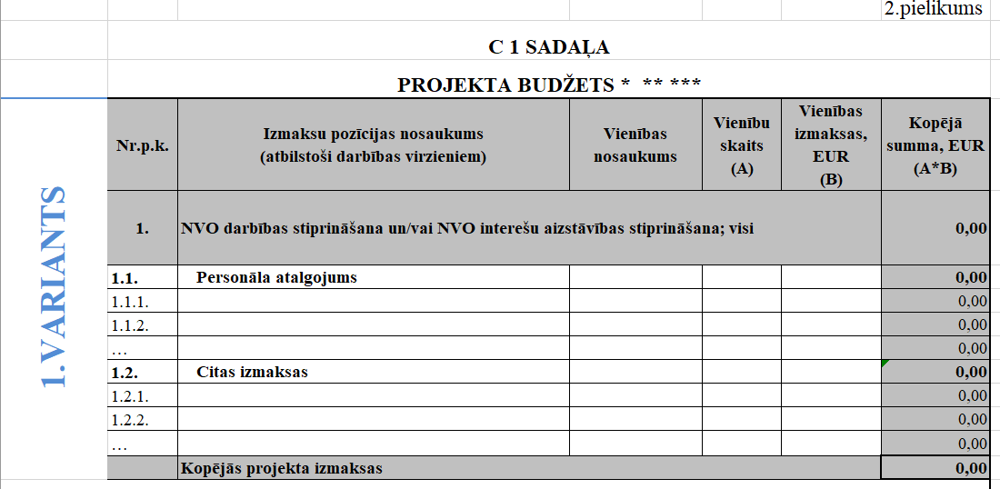 2.pielikums
C 1 SADAĻA
PROJEKTA BUDŽETS * ** ***
1.VARIANTS
Nr.p.k.
Izmaksu pozīcijas nosaukums
(atbilstoši darbības virzieniem)
Vienības
nosaukums
Vienību
skaits
(A)
Vienības
izmaksas,
EUR
(B)
Kopējā
summa, EUR
(A*B)
1. NVO darbības stiprināšana un/vai NVO interešu aizstāvības stiprināšana; visi 0,00
1.1. Personāla atalgojums 0,00
1.1.1. 0,00
1.1.2. 0,00
… 0,00
1.2. Citas izmaksas 0,00
1.2.1. 0,00
1.2.2. 0,00
… 0,00
Kopējās projekta izmaksas 0,00